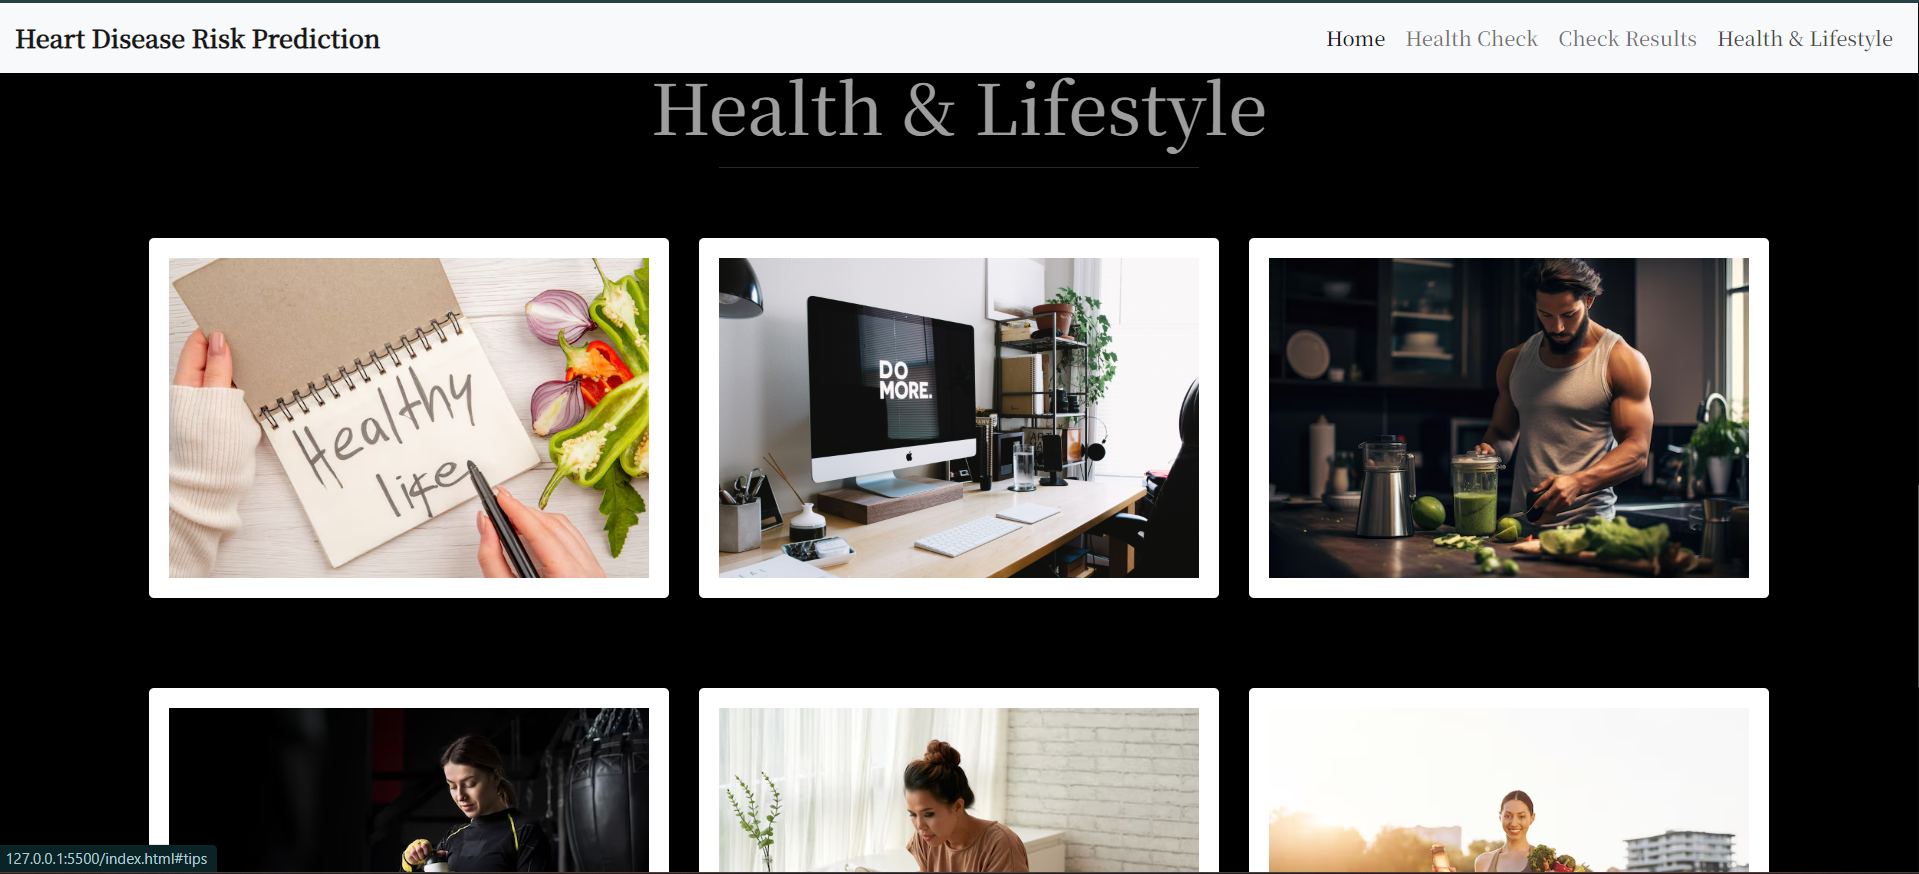 Heart Disease Risk Prediction
Home Health Check Check Results Health & Lifestyle
Health & Lifestyle
Healthy
life
DO
MORE.
127.0.0.1:5500/index.html#tips